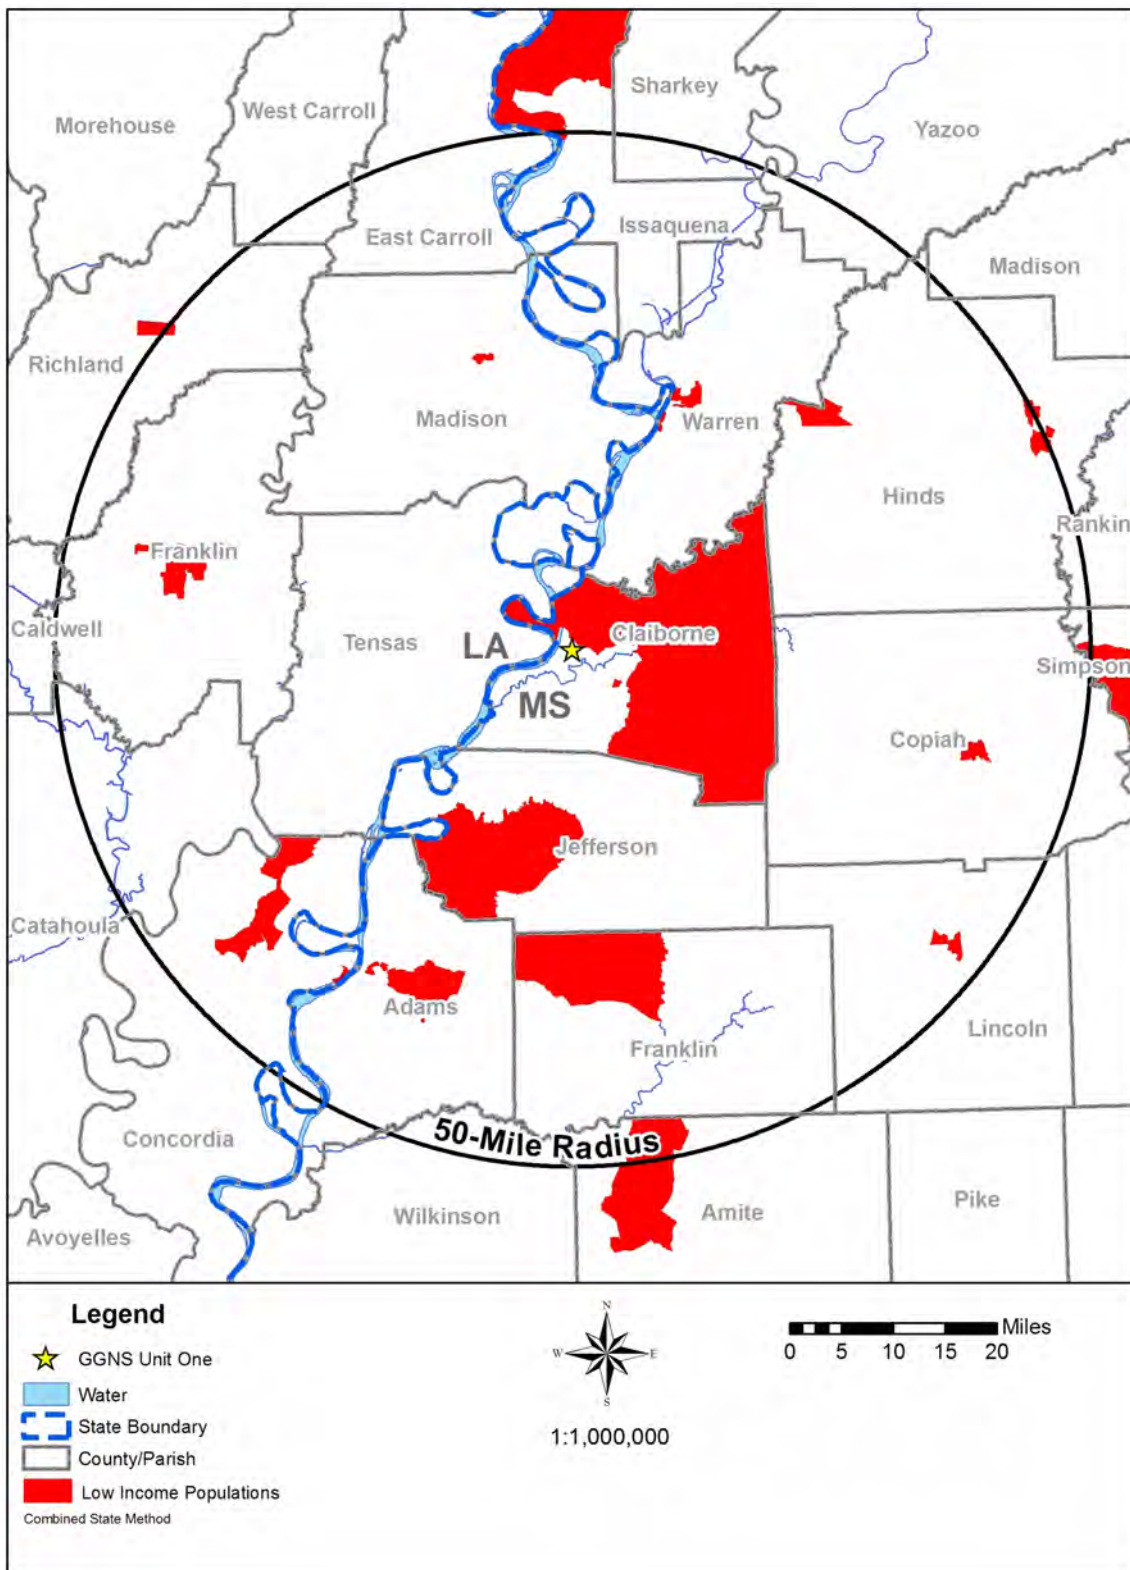 Sharkey
West Carroll
Morehouse
Yazoo
Issaquena
East Carroll
Madison
Richland
Madison
Warren
Hinds
Rankin
Franklin
Caldwell
Tensas
LA
Claiborne
Simpson
MS
Copiah
Jefferson
Catahoula
Adams
Lincoln
Franklin
Concordia
50-Mile Radius
Pike
Amite
Wilkinson
Avoyelles
Legend
GGNS Unit One
Water
State Boundary
County/Parish
Low Income Populations
Combined State Method
N
W E
S
1:1,000,000
Miles
0 5 10 15 20